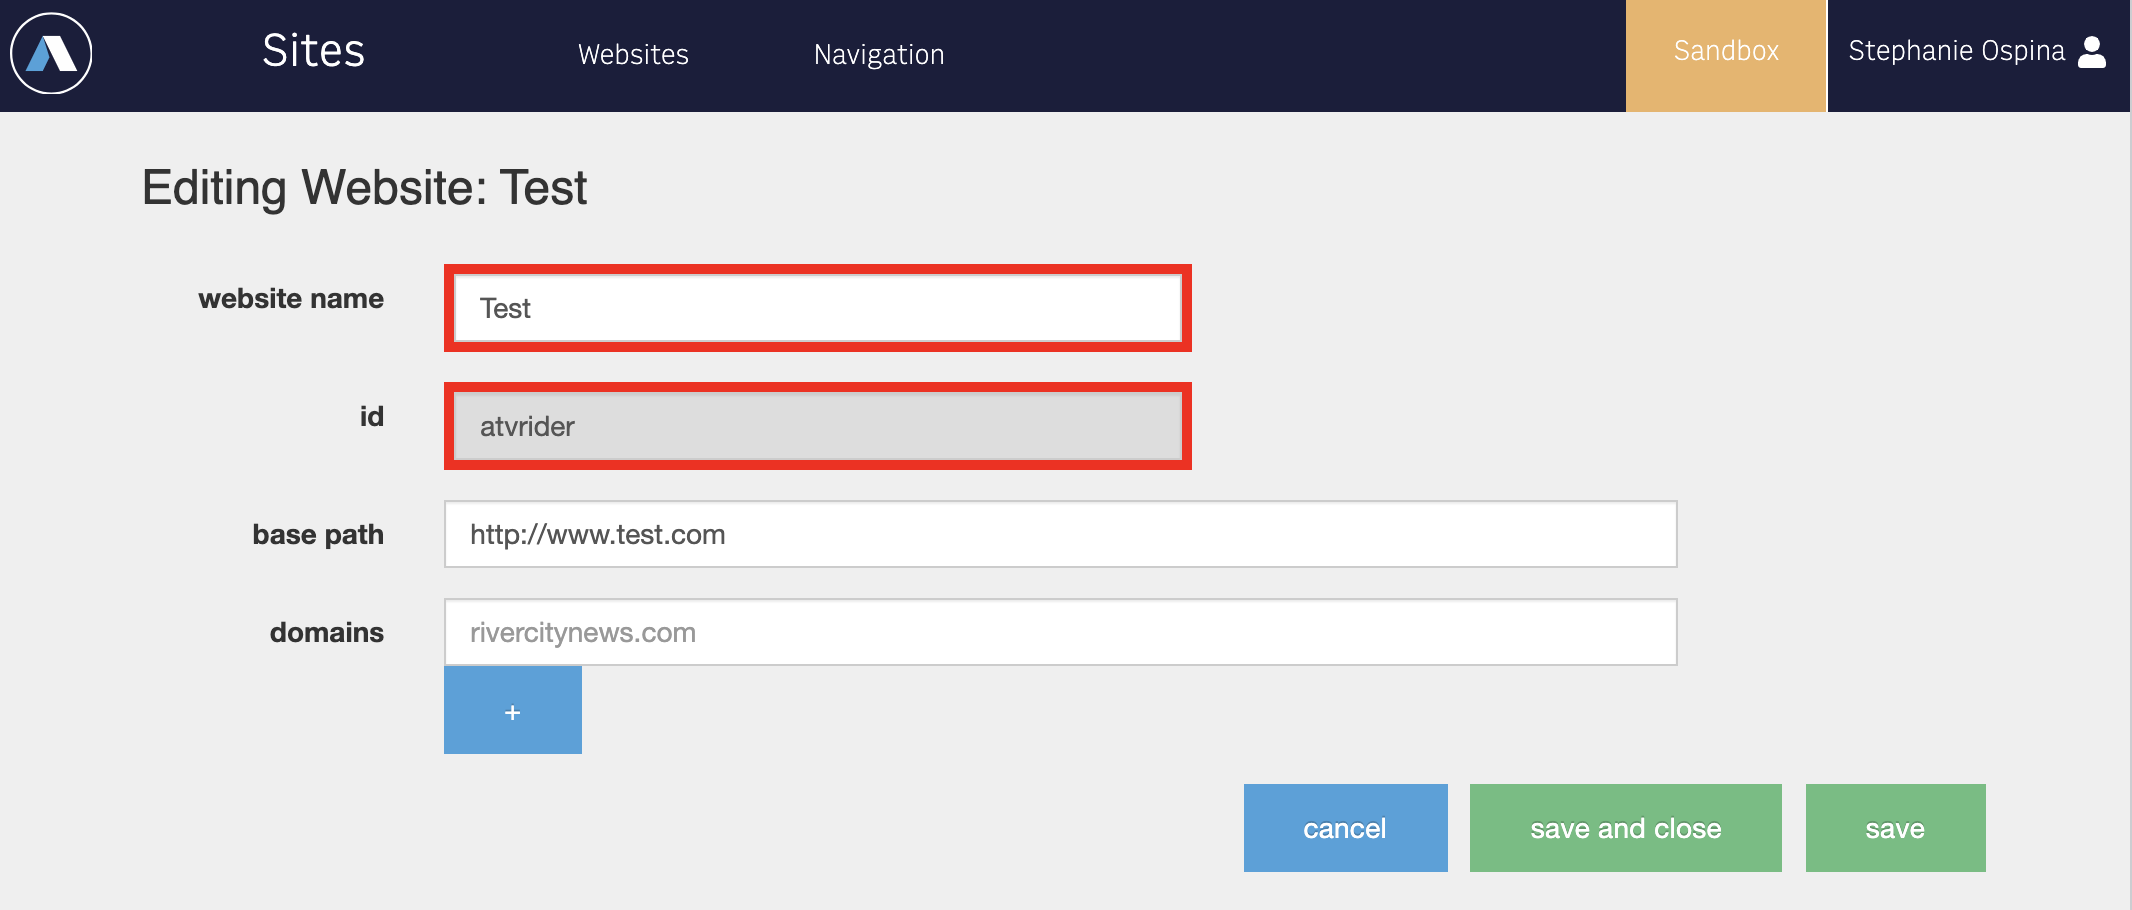 Sites
Websites
Navigation
Sandbox
Stephanie Ospina
Editing Website: Test
website name
Test
id
atvrider
base path
http://www.test.com
domains
rivercitynews.com
+
cancel
save and close
save